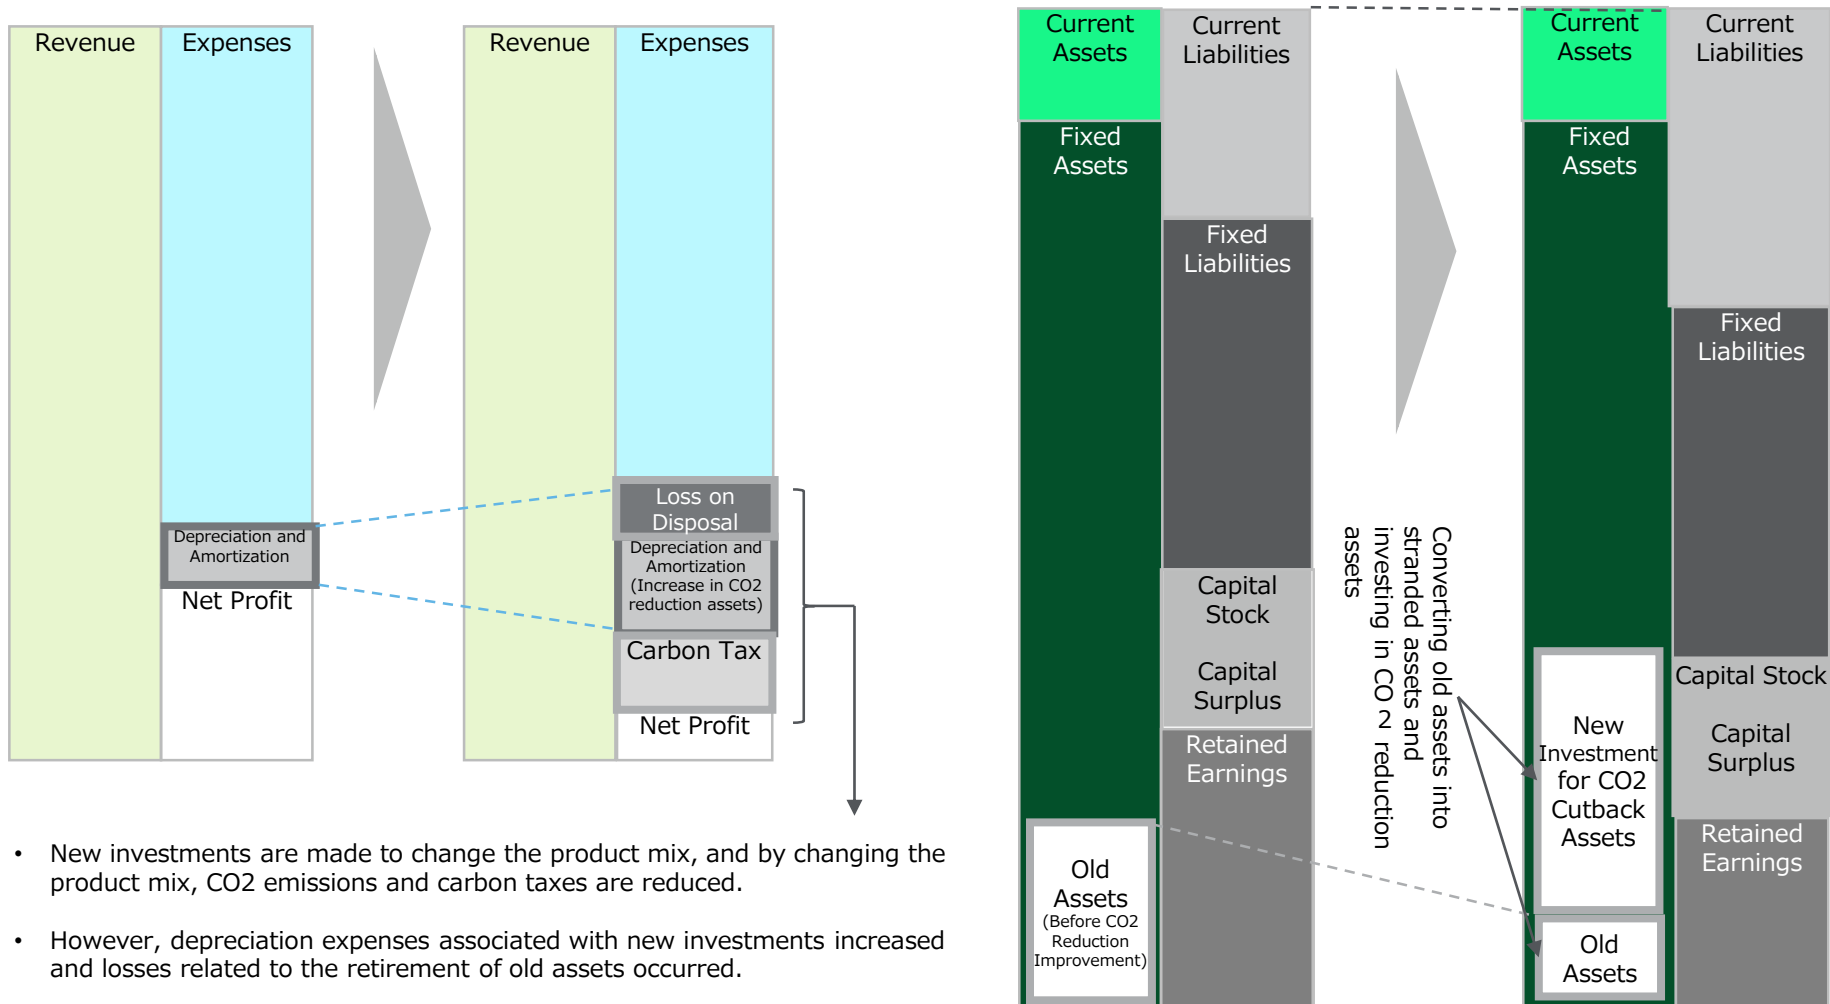 Revenue
Expenses
Depreciation and
Amortization
Net Profit
Revenue
Expenses
Loss on
Disposal
Depreciation and
Amortization
(Increase in CO2
reduction assets)
Carbon Tax
Net Profit
• New investments are made to change the product mix, and by changing the
product mix, CO2 emissions and carbon taxes are reduced.
• However, depreciation expenses associated with new investments increased
and losses related to the retirement of old assets occurred.
Current
Assets
Fixed
Assets
Old
Assets
(Before CO2
Reduction
Improvement)
Current
Liabilities
Fixed
Liabilities
Capital
Stock
Capital
Surplus
Retained
Earnings
Converting old assets into
stranded assets and
investing in CO２ reduction
assets
Current
Assets
Fixed
Assets
New
Investment
for CO2
Cutback
Assets
Old
Assets
Current
Liabilities
Fixed
Liabilities
Capital Stock
Capital
Surplus
Retained
Earnings